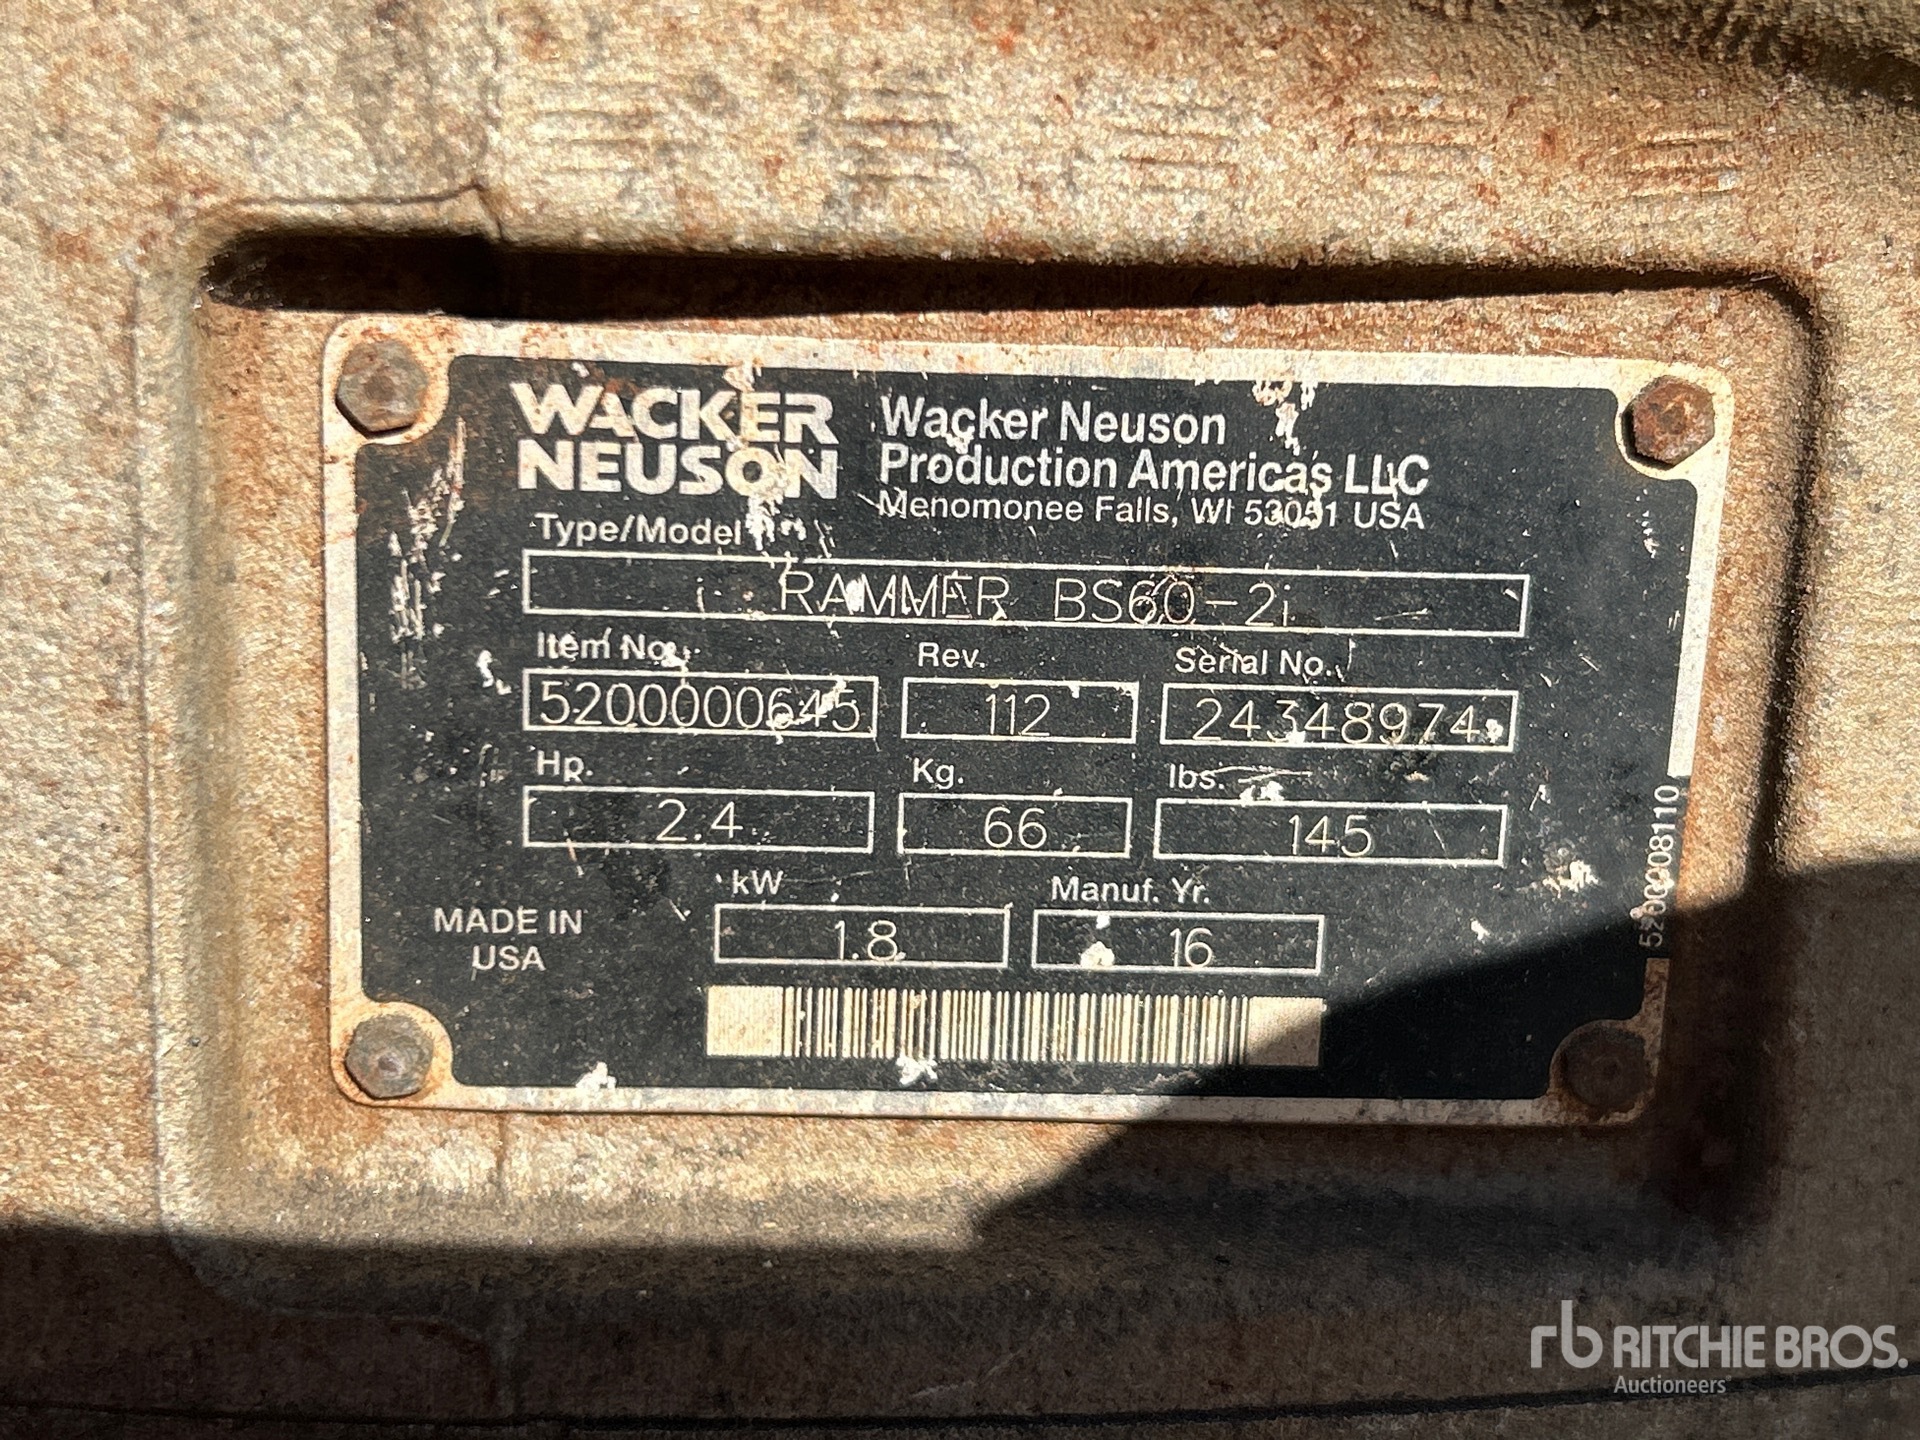 WACKER
NEUSON
Wacker Neuson
Production Americas LLC
Menomonee Falls, WI 53051 USA
Type/Model
RAMMER BS60-2i
Item No. Rev. Serial No.
5200000645 112 24348974
Hp. Kg. lbs.
2.4 66 145
kW Manuf. Yr.
1.8 16
MADE IN
USA
5200008110
rb RITCHIE BROS.
Auctioneers